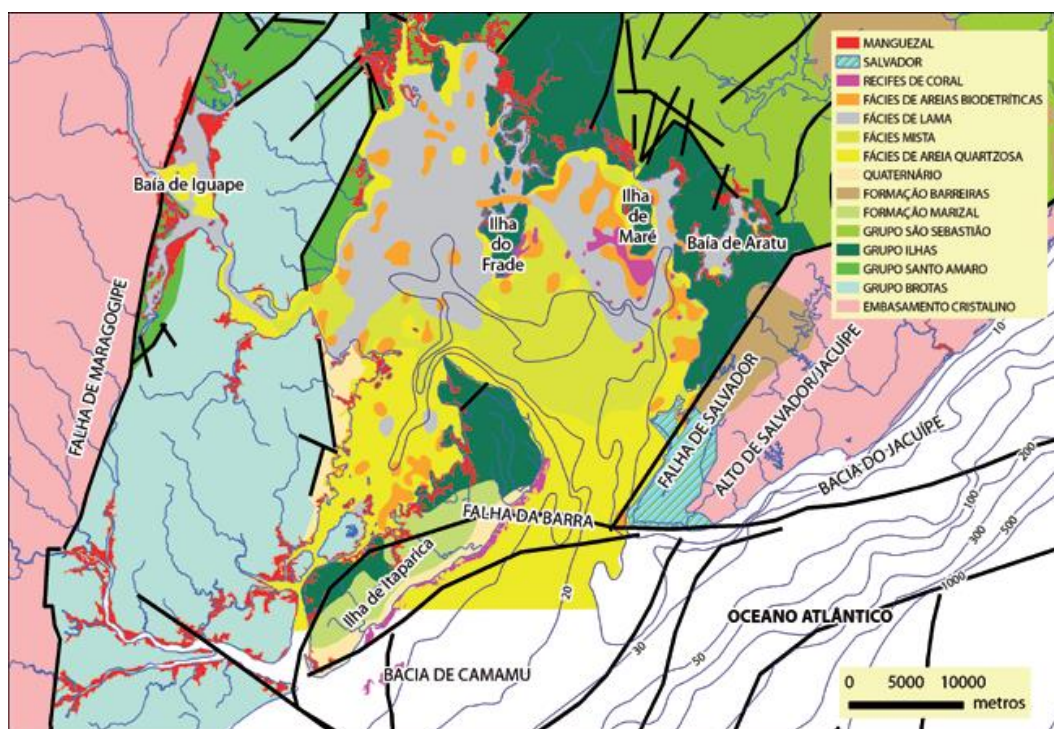 MANGUEZAL
SALVADOR
RECIFES DE CORAL
FÁCIES DE AREIAS BIODETRÍTICAS
FÁCIES DE LAMA
FÁCIES MISTA
FÁCIES DE AREIA QUARTZOSA
QUATERNÁRIO
FORMAÇÃO BARREIRAS
FORMAÇÃO MARIZAL
GRUPO SÃO SEBASTIÃO
GRUPO ILHAS
GRUPO SANTO AMARO
GRUPO BROTAS
EMBASAMENTO CRISTALINO
Baía de Iguape
Ilha
do
Frade
Ilha
de
Maré
Baía de Aratu
FALHA DE MARAGOGIPE
FALHA DE SALVADOR
ALTO DE SALVADOR/JACUÍPE
BACIA DO JACUÍPE
FALHA DA BARRA
Ilha de Itaparica
BACIA DE CAMAMU
OCEANO ATLÂNTICO
10
200
100
300
500
1000
20
30
50
0 5000 10000
metros